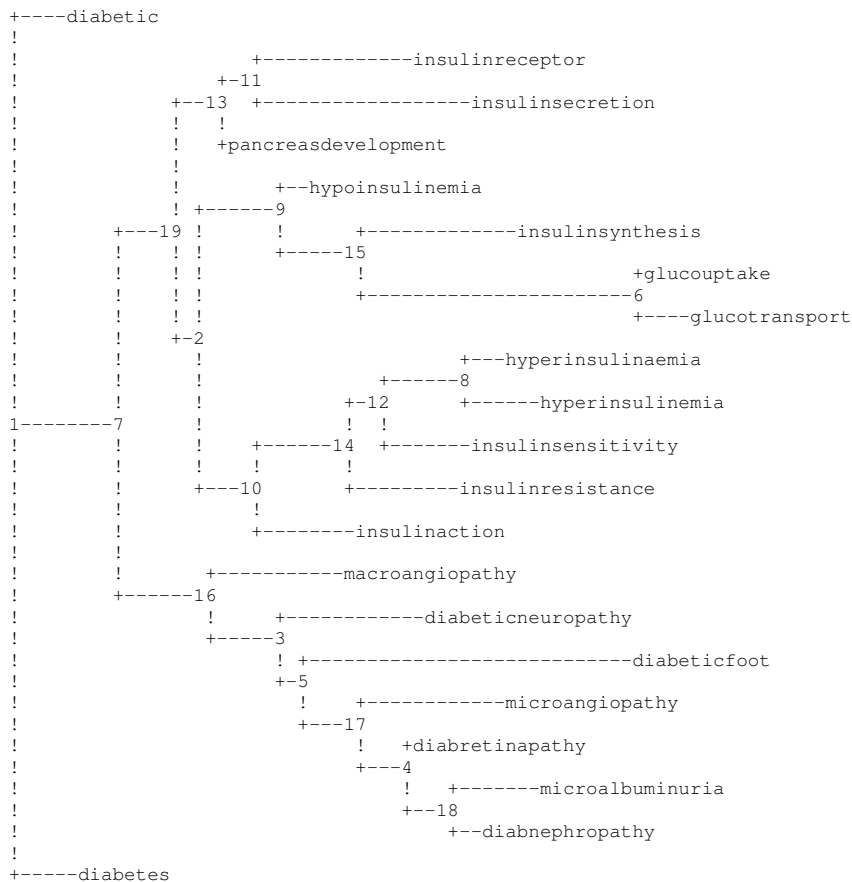 +----diabetic
!
!                    +-------------insulinreceptor
!                 +-11
!             +--13  +------------------insulinsecretion
!             !   !
!             !   +pancreasdevelopment
!             !
!             !        +--hypoinsulinemia
!             ! +------9
!        +---19 !      !      +-------------insulinsynthesis
!        !    ! !      +-----15
!        !    ! !             !                       +glucouptake
!        !    ! !             +-----------------------6
!        !    ! !                                     +----glucotransport
!        !    +-2
!        !      !                      +---hyperinsulinaemia
!        !      !               +------8
!        !      !            +-12      +------hyperinsulinemia
1--------7      !            !  !
!        !      !    +------14  +-------insulinsensitivity
!        !      !    !       !
!        !      +---10       +---------insulinresistance
!        !           !
!        !           +--------insulinaction
!        !
!        !       +-----------macroangiopathy
!        +------16
!                !     +------------diabeticneuropathy
!                +-----3
!                      ! +----------------------------diabeticfoot
!                      +-5
!                        !    +------------microangiopathy
!                        +---17
!                             !   +diabretinapathy
!                             +---4
!                                 !   +-------microalbuminuria
!                                 +--18
!                                     +--diabnephropathy
!
+-----diabetes